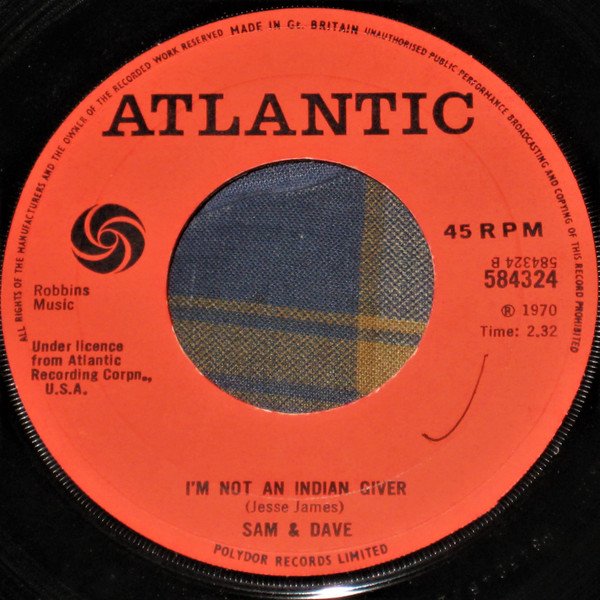 ALL RIGHTS OF THE MANUFACTURERS AND THE OWNER OF THE RECORDED WORK RESERVED MADE IN Gt. BRITAIN UNAUTHORISED PUBLIC PERFORMANCE BROADCASTING AND COPYING OF THIS RECORD PROHIBITED
ATLANTIC
45 RPM
584324 B
584324
Robbins
Music
℗ 1970
Time: 2.32
Under licence
from Atlantic
Recording Corpn.,
U.S.A.
I'M NOT AN INDIAN GIVER
(Jesse James)
SAM & DAVE
POLYDOR RECORDS LIMITED